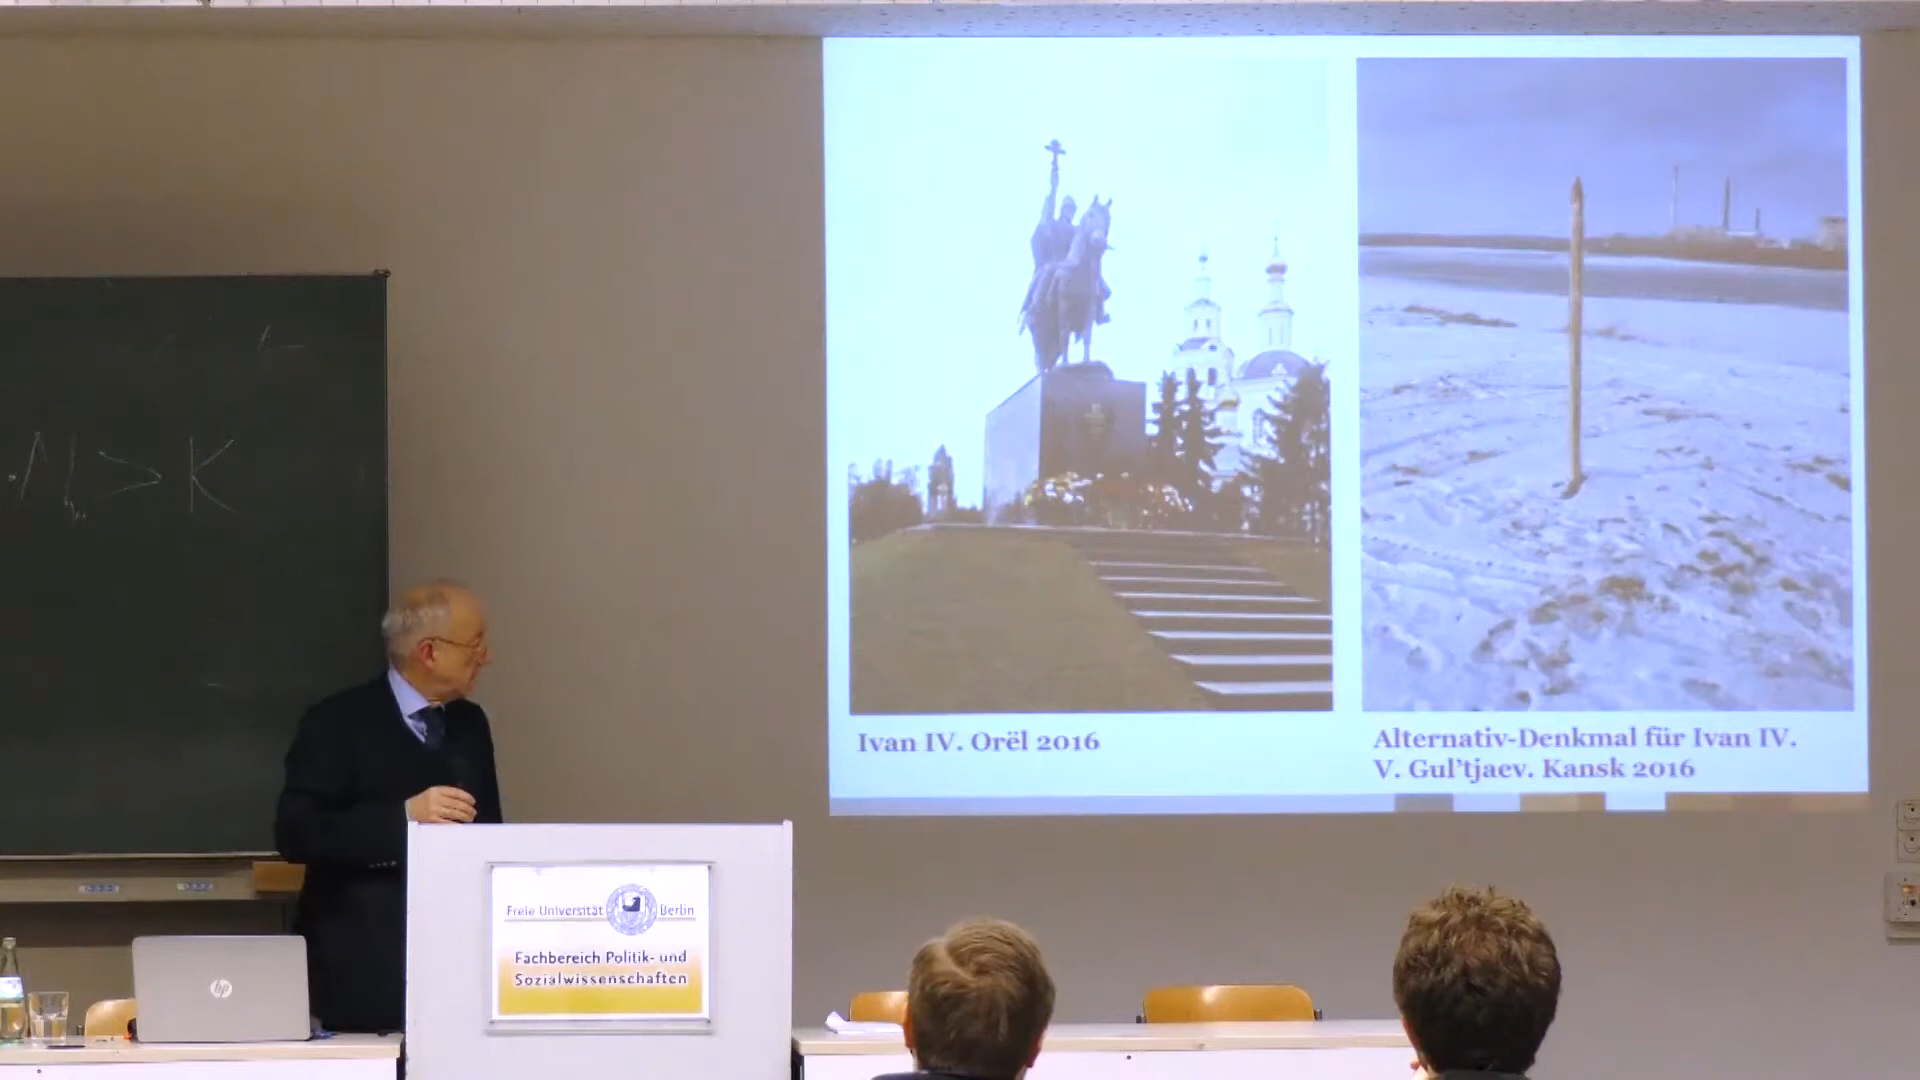 Ivan IV. Orël 2016
Alternativ-Denkmal für Ivan IV.
V. Gul'tjaev. Kansk 2016
Freie Universität Berlin
Fachbereich Politik- und
Sozialwissenschaften
hp